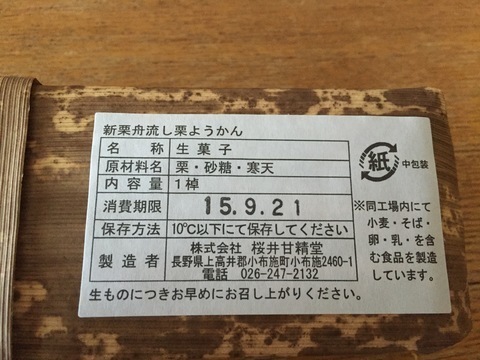 新栗舟流し栗ようかん
名称 生菓子
原材料名 栗・砂糖・寒天
内容量 1棹
消費期限 15.9.21
保存方法 10℃以下にて保存してください
製造者 株式会社 桜井甘精堂
長野県上高井郡小布施町小布施2460-1
電話 026-247-2132
生ものにつきお早めにお召し上がりください。
紙 中包装
※同工場内にて
小麦・そば・
卵・乳・を含
む食品を製造
しています。